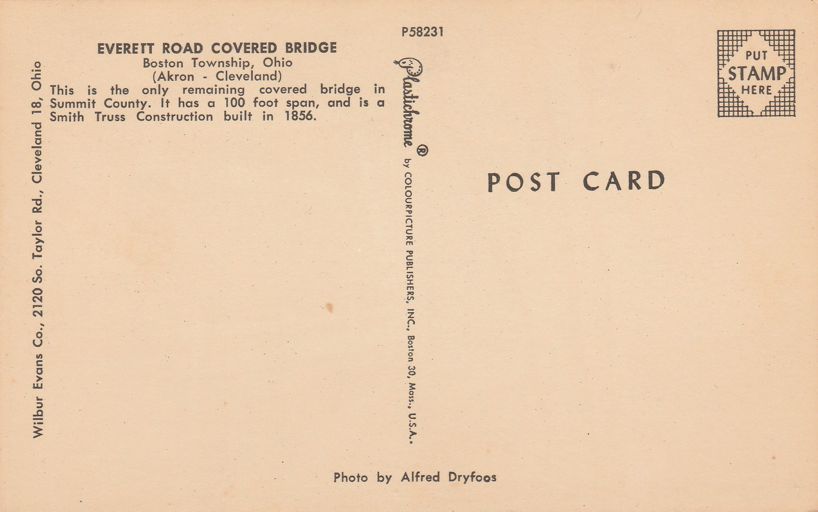 P58231
EVERETT ROAD COVERED BRIDGE
Boston Township, Ohio
(Akron - Cleveland)
This is the only remaining covered bridge in
Summit County. It has a 100 foot span, and is a
Smith Truss Construction built in 1856.
Wilbur Evans Co., 2120 So. Taylor Rd., Cleveland 18, Ohio
Plastichrome ® by COLOURPICTURE PUBLISHERS, INC., Boston 30, Mass., U.S.A.
PUT
STAMP
HERE
POST CARD
Photo by Alfred Dryfoos